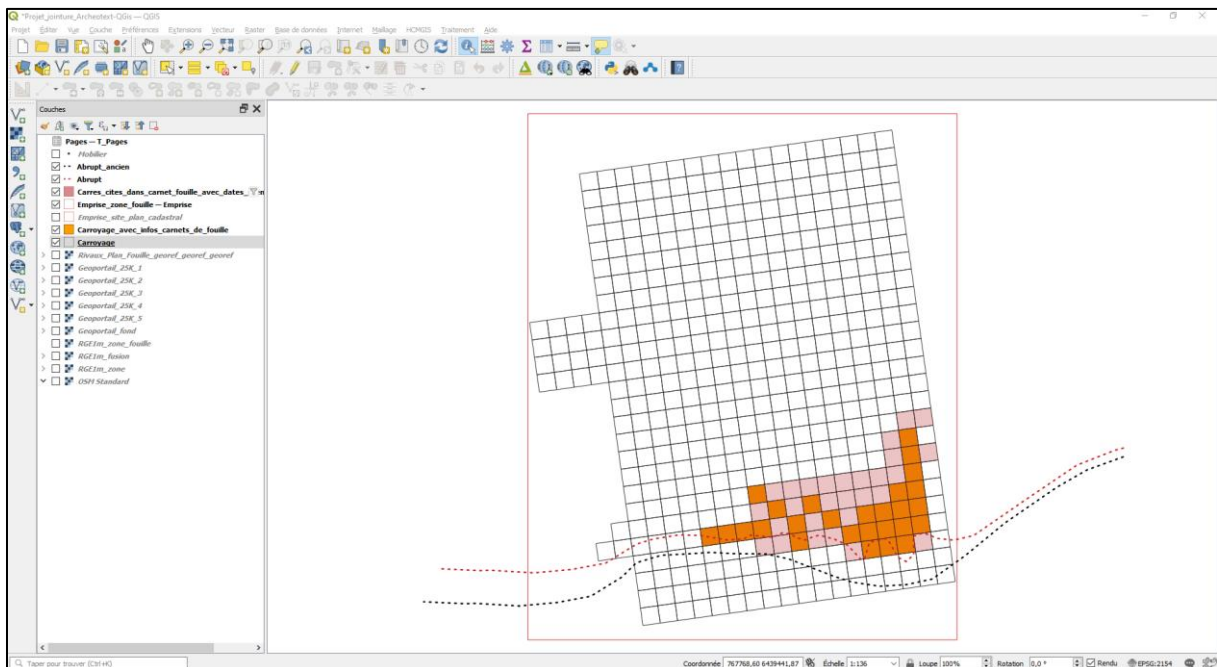 *Projet_jointure_Archeotext-QGis — QGIS
Projet Éditer Vue Couche Préférences Extensions Vecteur Raster Base de données Internet Maillage HCMGIS Traitement Aide
Couches
Pages — T_Pages
Mobilier
Abrupt_ancien
Abrupt
Carres_cites_dans_carnet_fouille_avec_dates_
Emprise_zone_fouille — Emprise
Emprise_site_plan_cadastral
Carroyage_avec_infos_carnets_de_fouille
Carroyage
Rivaux_Plan_Fouille_georef_georef_georef
Geoportail_25K_1
Geoportail_25K_2
Geoportail_25K_3
Geoportail_25K_4
Geoportail_25K_5
Geoportail_fond
RGE1m_zone_fouille
RGE1m_fusion
RGE1m_zone
OSM Standard
Taper pour trouver (Ctrl+K) Coordonnée 767768,60 6439441,87 Échelle 1:136 Loupe 100% Rotation 0,0 ° Rendu EPSG:2154